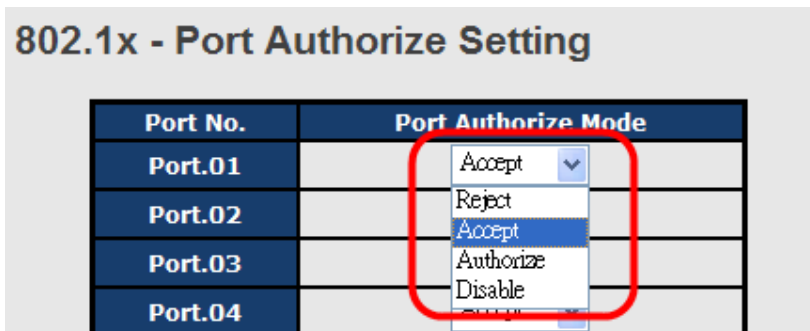 802.1x - Port Authorize Setting
Port No. Port Authorize Mode
Port.01 Accept
Reject
Port.02
Accept
Port.03 Authorize
Disable
Port.04